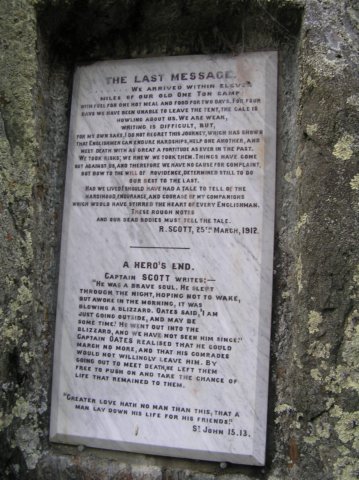 THE LAST MESSAGE.
......WE ARRIVED WITHIN ELEVEN
MILES OF OUR OLD ONE TON CAMP
WITH FUEL FOR ONE HOT MEAL AND FOOD FOR TWO DAYS. FOR FOUR
DAYS WE HAVE BEEN UNABLE TO LEAVE THE TENT, THE GALE IS
HOWLING ABOUT US. WE ARE WEAK,
WRITING IS DIFFICULT, BUT,
FOR MY OWN SAKE, I DO NOT REGRET THIS JOURNEY, WHICH HAS SHOWN
THAT ENGLISHMEN CAN ENDURE HARDSHIPS, HELP ONE ANOTHER, AND
MEET DEATH WITH AS GREAT A FORTITUDE AS EVER IN THE PAST.
WE TOOK RISKS; WE KNEW WE TOOK THEM. THINGS HAVE COME
OUT AGAINST US, AND THEREFORE WE HAVE NO CAUSE FOR COMPLAINT,
BUT BOW TO THE WILL OF PROVIDENCE, DETERMINED STILL TO DO
OUR BEST TO THE LAST.
HAD WE LIVED I SHOULD HAVE HAD A TALE TO TELL OF THE
HARDIHOOD, ENDURANCE, AND COURAGE OF MY COMPANIONS
WHICH WOULD HAVE STIRRED THE HEART OF EVERY ENGLISHMAN.
THESE ROUGH NOTES
AND OUR DEAD BODIES MUST TELL THE TALE.
R. SCOTT, 25TH MARCH, 1912.
A HERO'S END.
CAPTAIN SCOTT WRITES:—
"HE WAS A BRAVE SOUL. HE SLEPT
THROUGH THE NIGHT, HOPING NOT TO WAKE,
BUT AWOKE IN THE MORNING, IT WAS
BLOWING A BLIZZARD. OATES SAID, 'I AM
JUST GOING OUTSIDE, AND MAY BE
SOME TIME.' HE WENT OUT INTO THE
BLIZZARD, AND WE HAVE NOT SEEN HIM SINCE."
CAPTAIN OATES REALISED THAT HE COULD
MARCH NO MORE, AND THAT HIS COMRADES
WOULD NOT WILLINGLY LEAVE HIM. BY
GOING OUT TO MEET DEATH, HE LEFT THEM
FREE TO PUSH ON AND TAKE THE CHANCE OF
LIFE THAT REMAINED TO THEM.
"GREATER LOVE HATH NO MAN THAN THIS, THAT A
MAN LAY DOWN HIS LIFE FOR HIS FRIENDS."
ST JOHN 15.13.